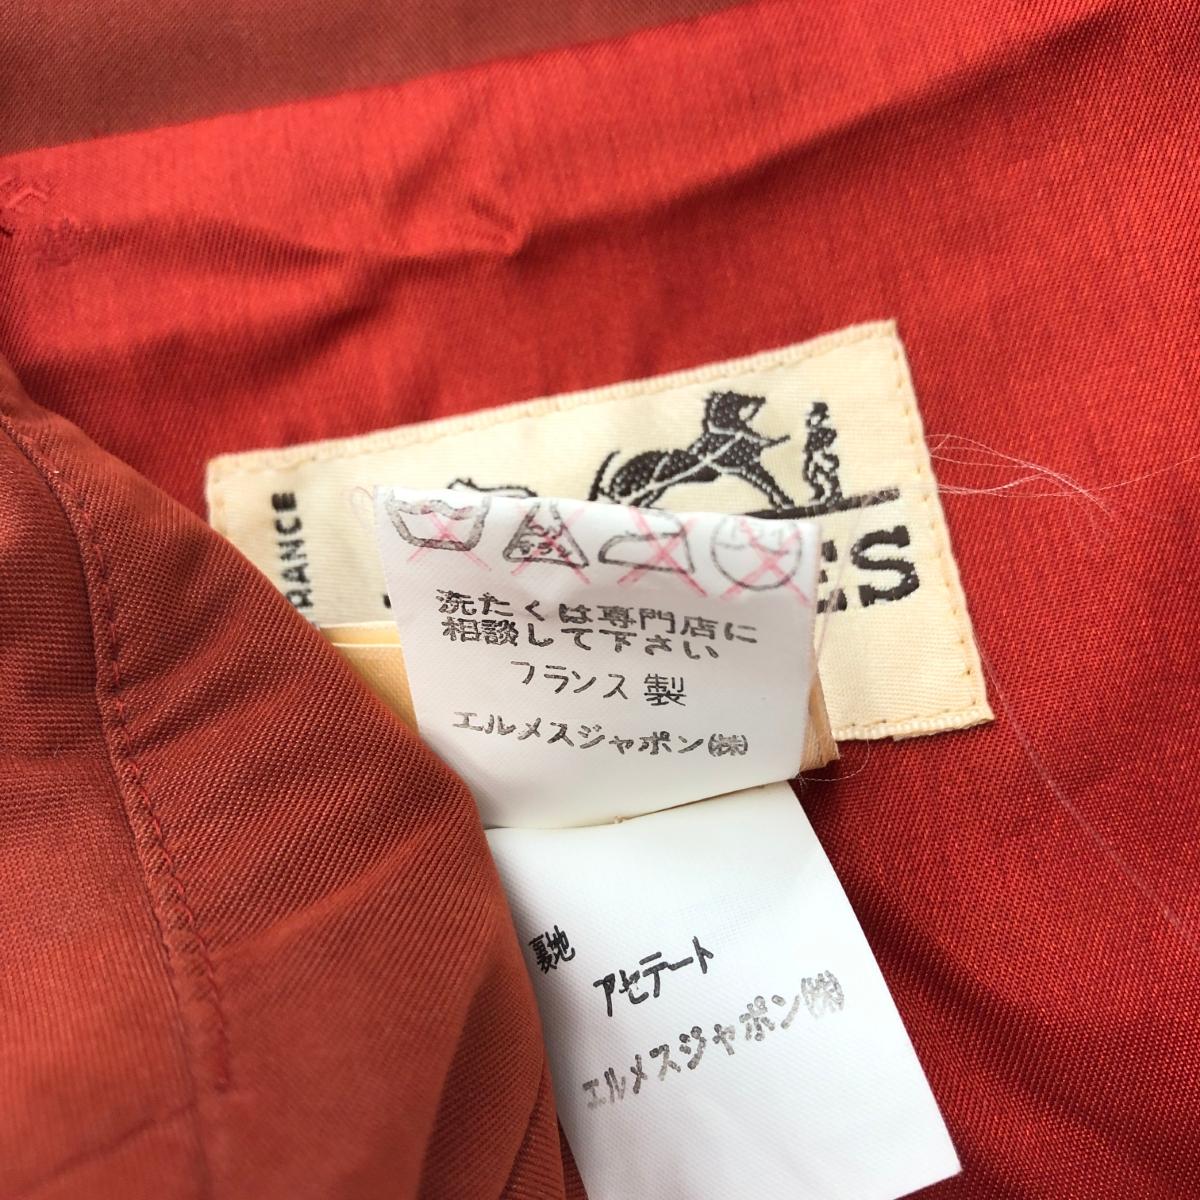 RANCE
ES
洗たくは専門店に
相談して下さい
フランス製
エルメスジャポン㈱
裏地
アセテート
エルメスジャポン㈱